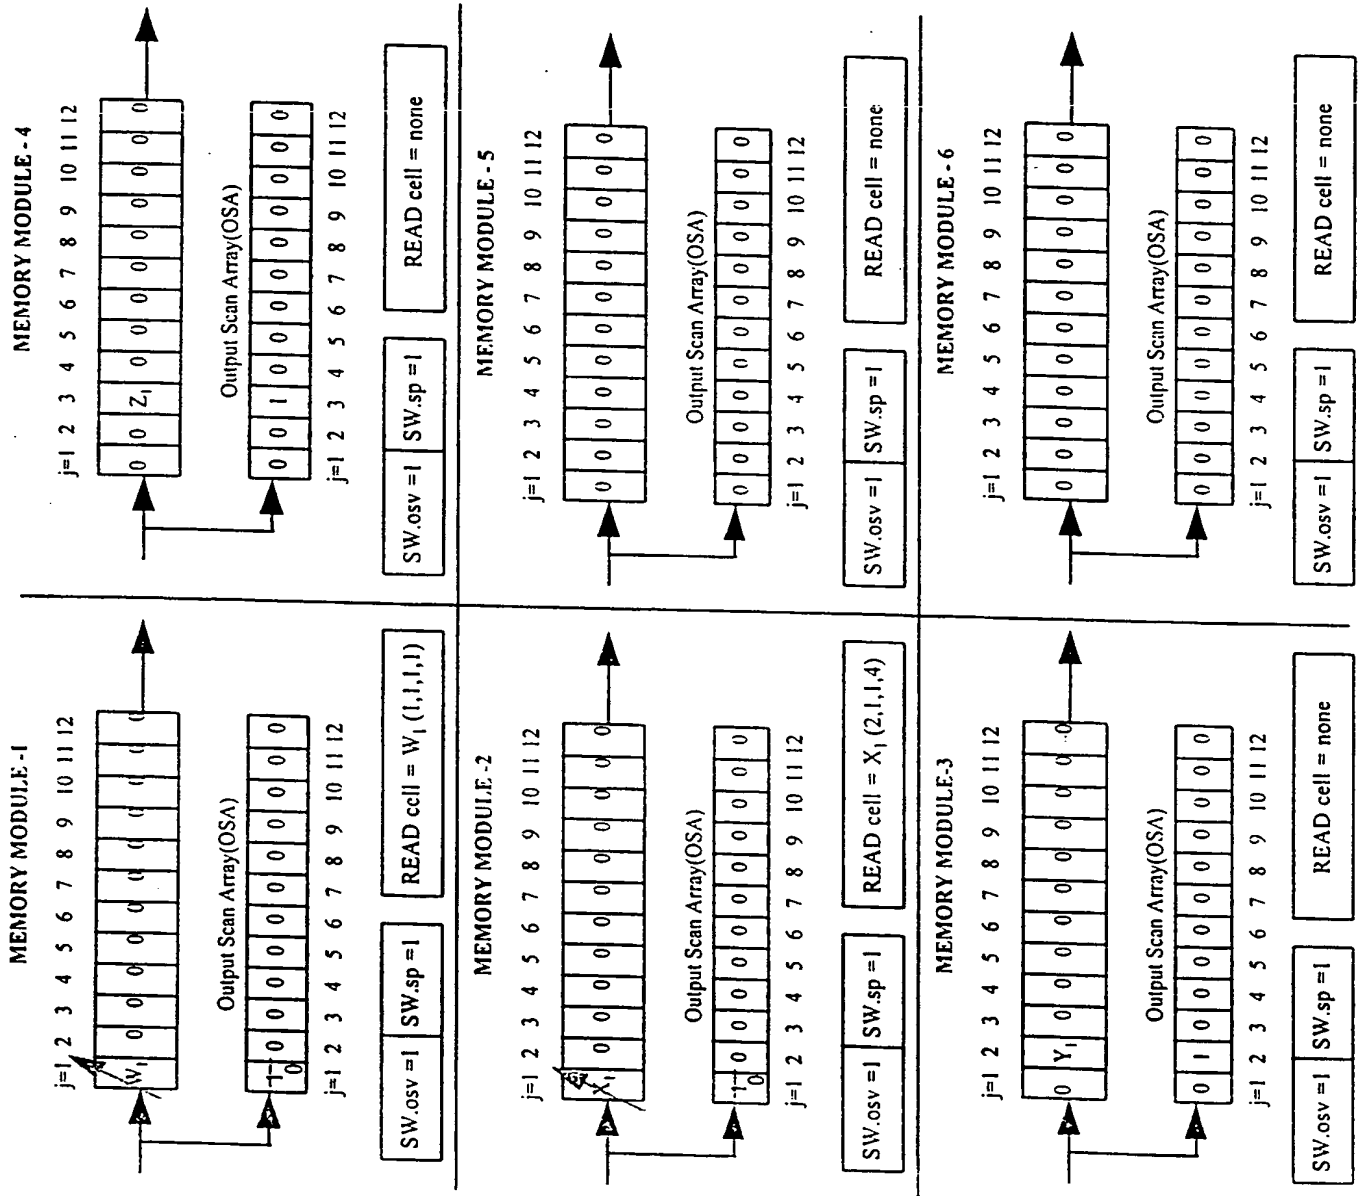 MEMORY MODULE -1
j=1 2 3 4 5 6 7 8 9 10 11 12
W1 0 0 0 0 0 0 0 0 0 0 0
Output Scan Array(OSA)
1 0 0 0 0 0 0 0 0 0 0 0
0
j=1 2 3 4 5 6 7 8 9 10 11 12
SW.osv =1 SW.sp =1 READ cell = W1 (1,1,1,1)
MEMORY MODULE - 4
j=1 2 3 4 5 6 7 8 9 10 11 12
0 0 Z1 0 0 0 0 0 0 0 0 0
Output Scan Array(OSA)
0 0 1 0 0 0 0 0 0 0 0 0
j=1 2 3 4 5 6 7 8 9 10 11 12
SW.osv =1 SW.sp =1 READ cell = none
MEMORY MODULE -2
j=1 2 3 4 5 6 7 8 9 10 11 12
X1 0 0 0 0 0 0 0 0 0 0 0
Output Scan Array(OSA)
1 0 0 0 0 0 0 0 0 0 0 0
0
j=1 2 3 4 5 6 7 8 9 10 11 12
SW.osv =1 SW.sp =1 READ cell = X1 (2,1,1,4)
MEMORY MODULE - 5
j=1 2 3 4 5 6 7 8 9 10 11 12
0 0 0 0 0 0 0 0 0 0 0 0
Output Scan Array(OSA)
0 0 0 0 0 0 0 0 0 0 0 0
j=1 2 3 4 5 6 7 8 9 10 11 12
SW.osv =1 SW.sp =1 READ cell = none
MEMORY MODULE-3
j=1 2 3 4 5 6 7 8 9 10 11 12
0 Y1 0 0 0 0 0 0 0 0 0 0
Output Scan Array(OSA)
0 1 0 0 0 0 0 0 0 0 0 0
j=1 2 3 4 5 6 7 8 9 10 11 12
SW.osv =1 SW.sp =1 READ cell = none
MEMORY MODULE - 6
j=1 2 3 4 5 6 7 8 9 10 11 12
0 0 0 0 0 0 0 0 0 0 0 0
Output Scan Array(OSA)
0 0 0 0 0 0 0 0 0 0 0 0
j=1 2 3 4 5 6 7 8 9 10 11 12
SW.osv =1 SW.sp =1 READ cell = none